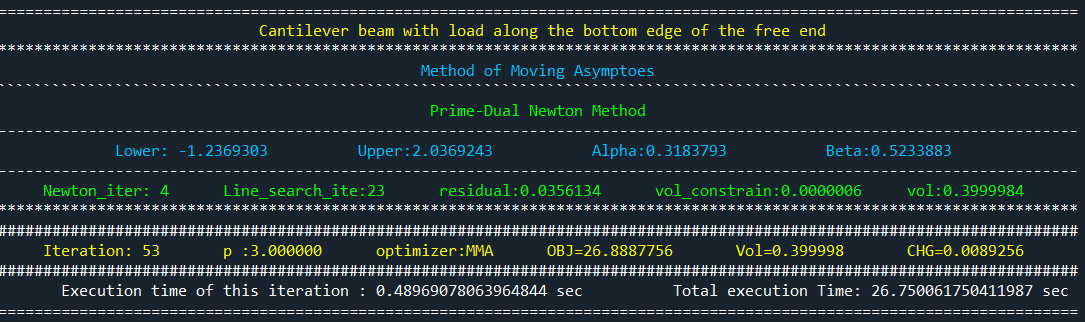 Cantilever beam with load along the bottom edge of the free end
Method of Moving Asymptoes
Prime-Dual Newton Method
Lower: -1.2369303 Upper:2.0369243 Alpha:0.3183793 Beta:0.5233883
Newton_iter: 4 Line_search_ite:23 residual:0.0356134 vol_constrain:0.0000006 vol:0.3999984
Iteration: 53 p :3.000000 optimizer:MMA OBJ=26.8887756 Vol=0.399998 CHG=0.0089256
Execution time of this iteration : 0.48969078063964844 sec Total execution Time: 26.750061750411987 sec